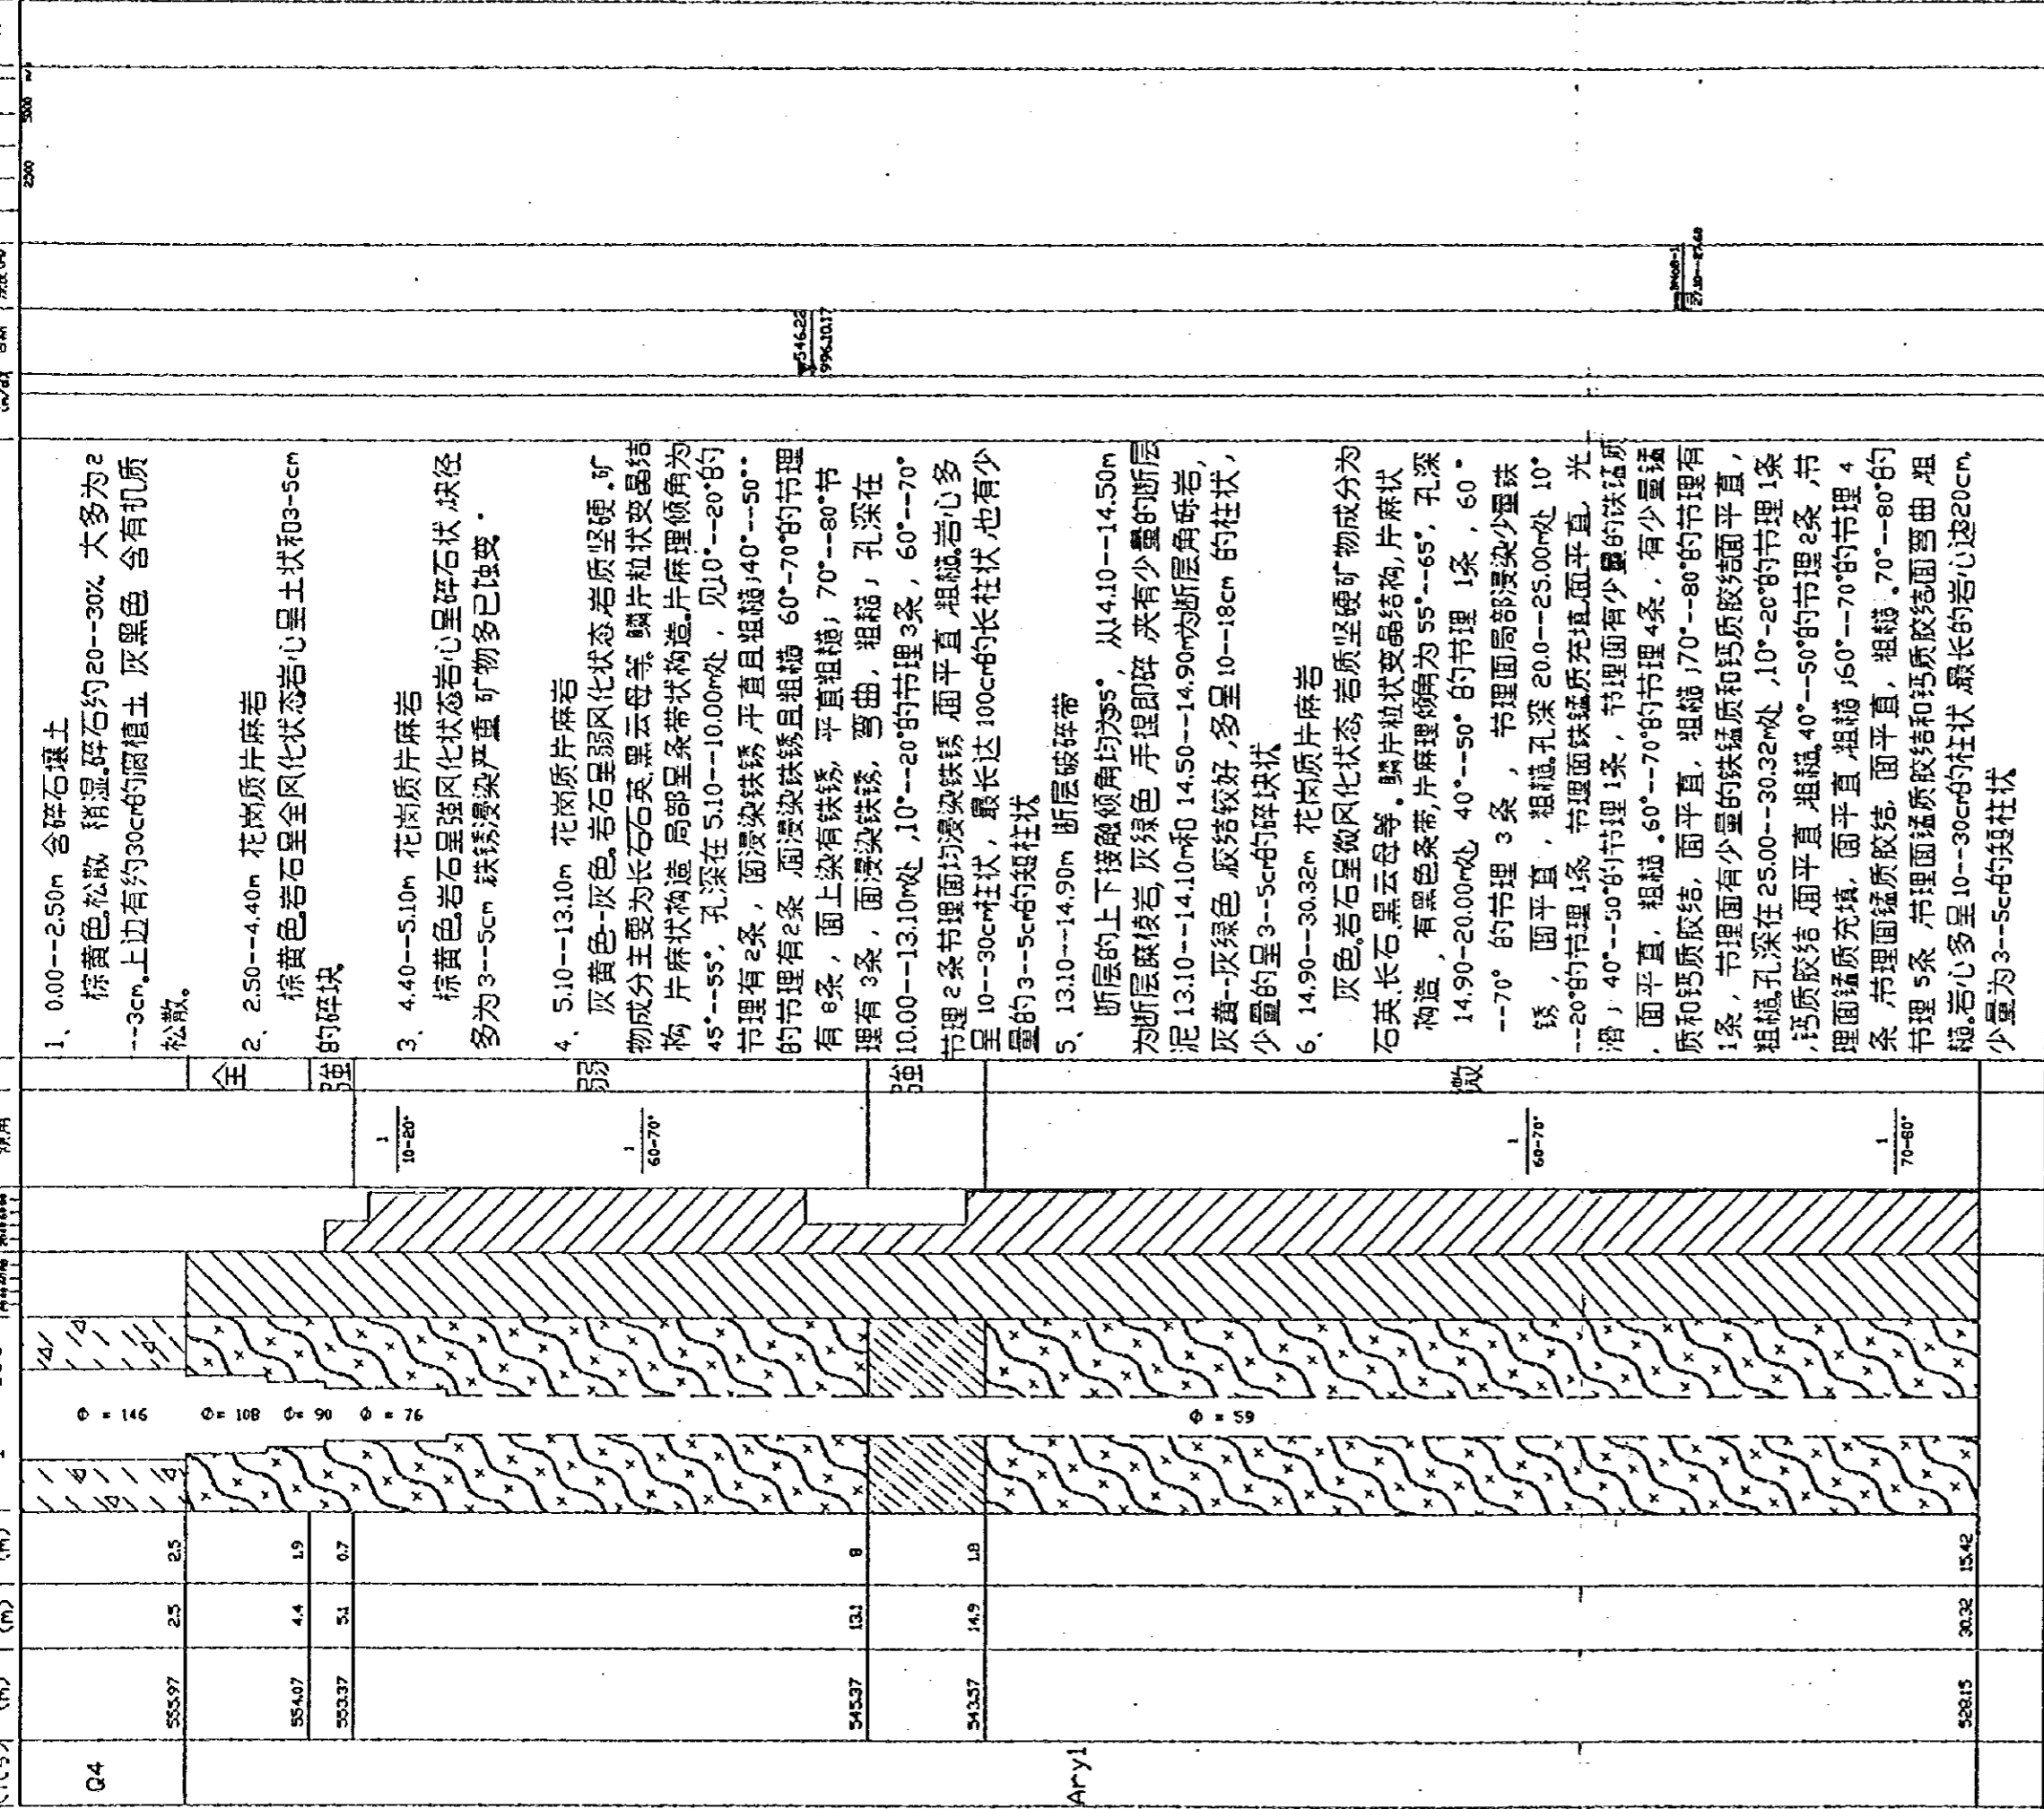 2500 5000 m/s
1、 0.00--2.50m 含碎石壤土
棕黄色,松散 稍湿,碎石约20--30% 大多为2
--3cm。上边有约30cm的腐植土 灰黑色 含有机质
松散。
2、 2.50--4.40m 花岗质片麻岩
棕黄色,岩石呈全风化状态,岩心呈土状和3-5cm
的碎块。
3、 4.40--5.10m 花岗质片麻岩
棕黄色,岩石呈强风化状态,岩心呈碎石状,块径
多为3--5cm 铁锈浸染严重 矿物多已蚀变.
4、 5.10--13.10m 花岗质片麻岩
灰黄色--灰色,岩石呈弱风化状态,岩质坚硬.矿
物成分主要为长石石英,黑云母等 鳞片粒状变晶结
构 片麻状构造 局部呈条带状构造,片麻理倾角为
45°--55°, 孔深在 5.10--10.00m处, 见10°--20°的
节理有 2条, 面浸染铁锈,平直且粗糙;40°--50°
的节理有2条 面浸染铁锈且粗糙 60°-70°的节理
有 8条, 面上染有铁锈, 平直粗糙; 70°--80°节
理有 3条, 面浸染铁锈, 弯曲, 粗糙; 孔深在
10.00--13.10m处,10°--20°的节理3条, 60°--70°
节理 2条节理面均浸染铁锈 面平直,粗糙,岩心多
呈 10--30cm柱状, 最长达 100cm的长柱状,也有少
量的3--5cm的短柱状
5、 13.10--14.90m 断层破碎带
断层的上下接触倾角均为55°, 从14.10--14.50m
为断层糜棱岩,灰绿色,手捏即碎,夹有少量的断层
泥 13.10--14.10m和 14.50--14.90m为断层角砾岩,
灰黄--灰绿色,胶结较好,多呈 10--18cm 的柱状,
少量的呈3--5cm的碎块状
6、 14.90--30.32m 花岗质片麻岩
灰色,岩石呈微风化状态,岩质坚硬,矿物成分为
石英,长石,黑云母等. 鳞片粒状变晶结构,片麻状
构造, 有黑色条带,片麻理倾角为 55°--65°, 孔深
14.90-20.00m处 40°--50° 的节理 1条, 60°
--70° 的节理 3 条, 节理面局部浸染少量铁
锈, 面平直, 粗糙,孔深 20.0--25.00m处 10°
--20°的节理 1条 节理面铁锰质充填,面平直 光
滑; 40°--50°的节理 1条, 节理面有少量的铁锰质
, 面平直, 粗糙.60°--70°的节理 4条, 有少量锰
质和钙质胶结, 面平直, 粗糙;70°--80°的节理有
1条, 节理面有少量的铁锰质和钙质胶结面平直,
粗糙,孔深在 25.00--30.32m处,10°-20°的节理 1条
,钙质胶结,面平直,粗糙,40°--50°的节理 2条,节
理面锰质充填, 面平直,粗糙;60°--70°的节理 4
条,节理面锰质胶结, 面平直, 粗糙.70°--80°的
节理 5条,节理面锰质胶结和钙质胶结,面弯曲,粗
糙,岩心多呈 10--30cm的柱状,最长的岩心达20cm,
少量为3--5cm的短柱状
546.22
1996.10.17
27.30--27.60
全
强
弱
强
微
1
10-20°
1
60-70°
1
60-70°
1
70-80°
Φ = 146 Φ= 108 Φ= 90 Φ = 76 Φ = 59
2.5 1.9 0.7 8 1.8 15.42
2.5 4.4 5.1 13.1 14.9 30.32
555.97 554.07 553.37 545.37 543.57 528.15
Q4
Arγ1